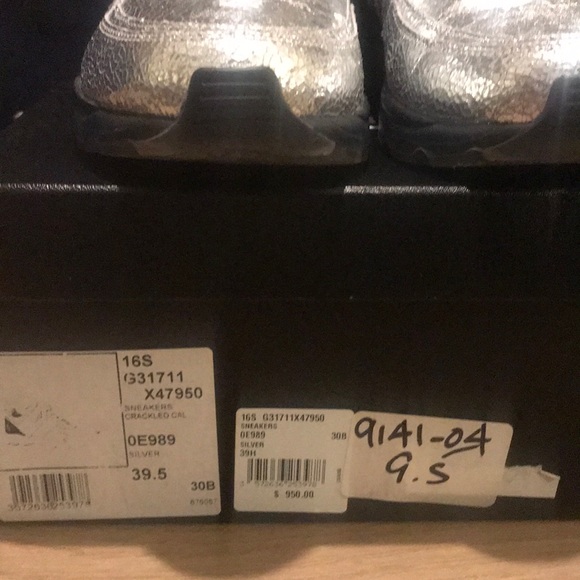 16S
G31711
X47950
SNEAKERS
CRACKLED
0E989
SILVER
39.5
30B
16S G31711X47950
SNEAKERS
0E989 30B
SILVER
39H
$ 950.00
9141-04
9.5